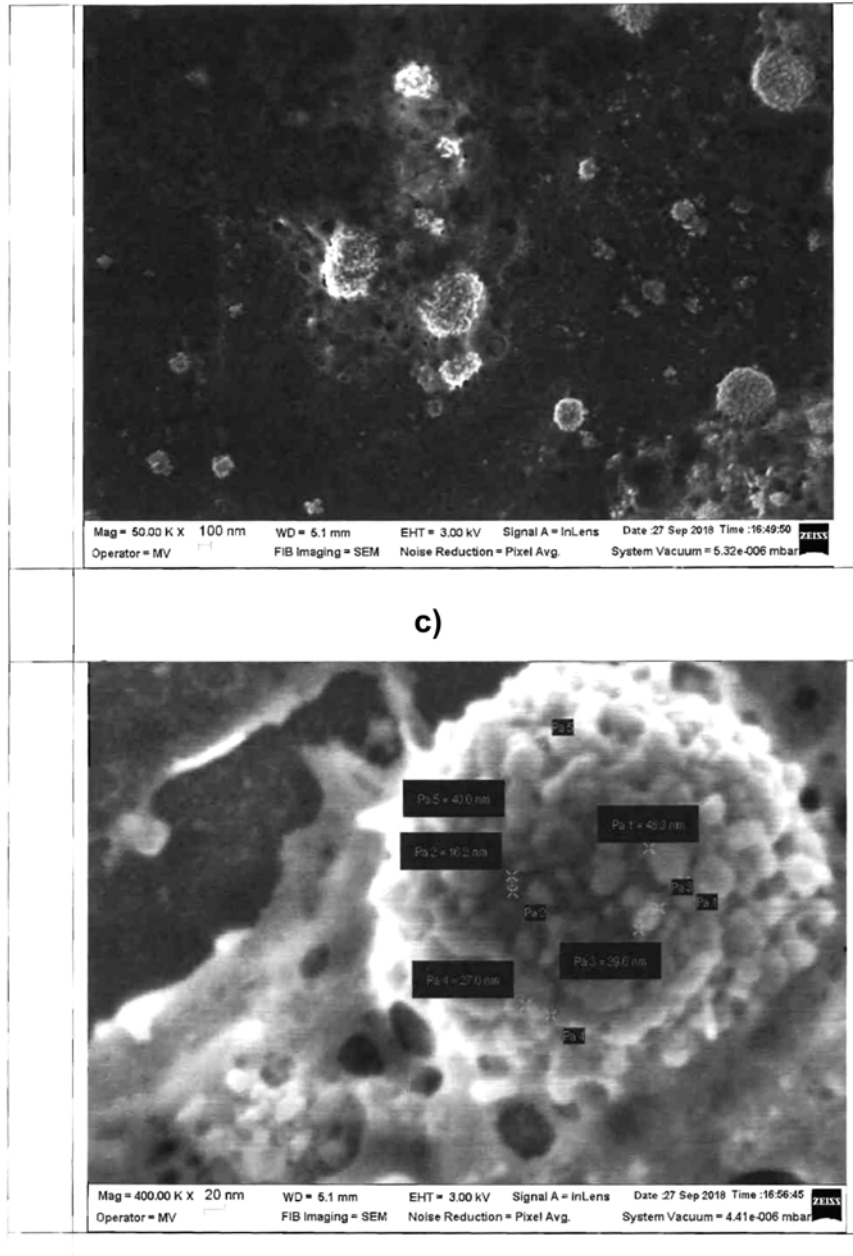 Mag = 50.00 K X 100 nm WD = 5.1 mm EHT = 3.00 kV Signal A = InLens Date :27 Sep 2018 Time :16:49:50 ZEISS
Operator = MV FIB Imaging = SEM Noise Reduction = Pixel Avg. System Vacuum = 5.32e-006 mbar
c)
Pa 5
Pa 5 = 40.0 nm
Pa 1 = 48.3 nm
Pa 2 = 16.2 nm
Pa 1
Pa 2
Pa 4 = 27.0 nm
Mag = 400.00 K X 20 nm WD = 5.1 mm EHT = 3.00 kV Signal A = InLens Date :27 Sep 2018 Time :16:56:45 ZEISS
Operator = MV FIB Imaging = SEM Noise Reduction = Pixel Avg. System Vacuum = 4.41e-006 mbar